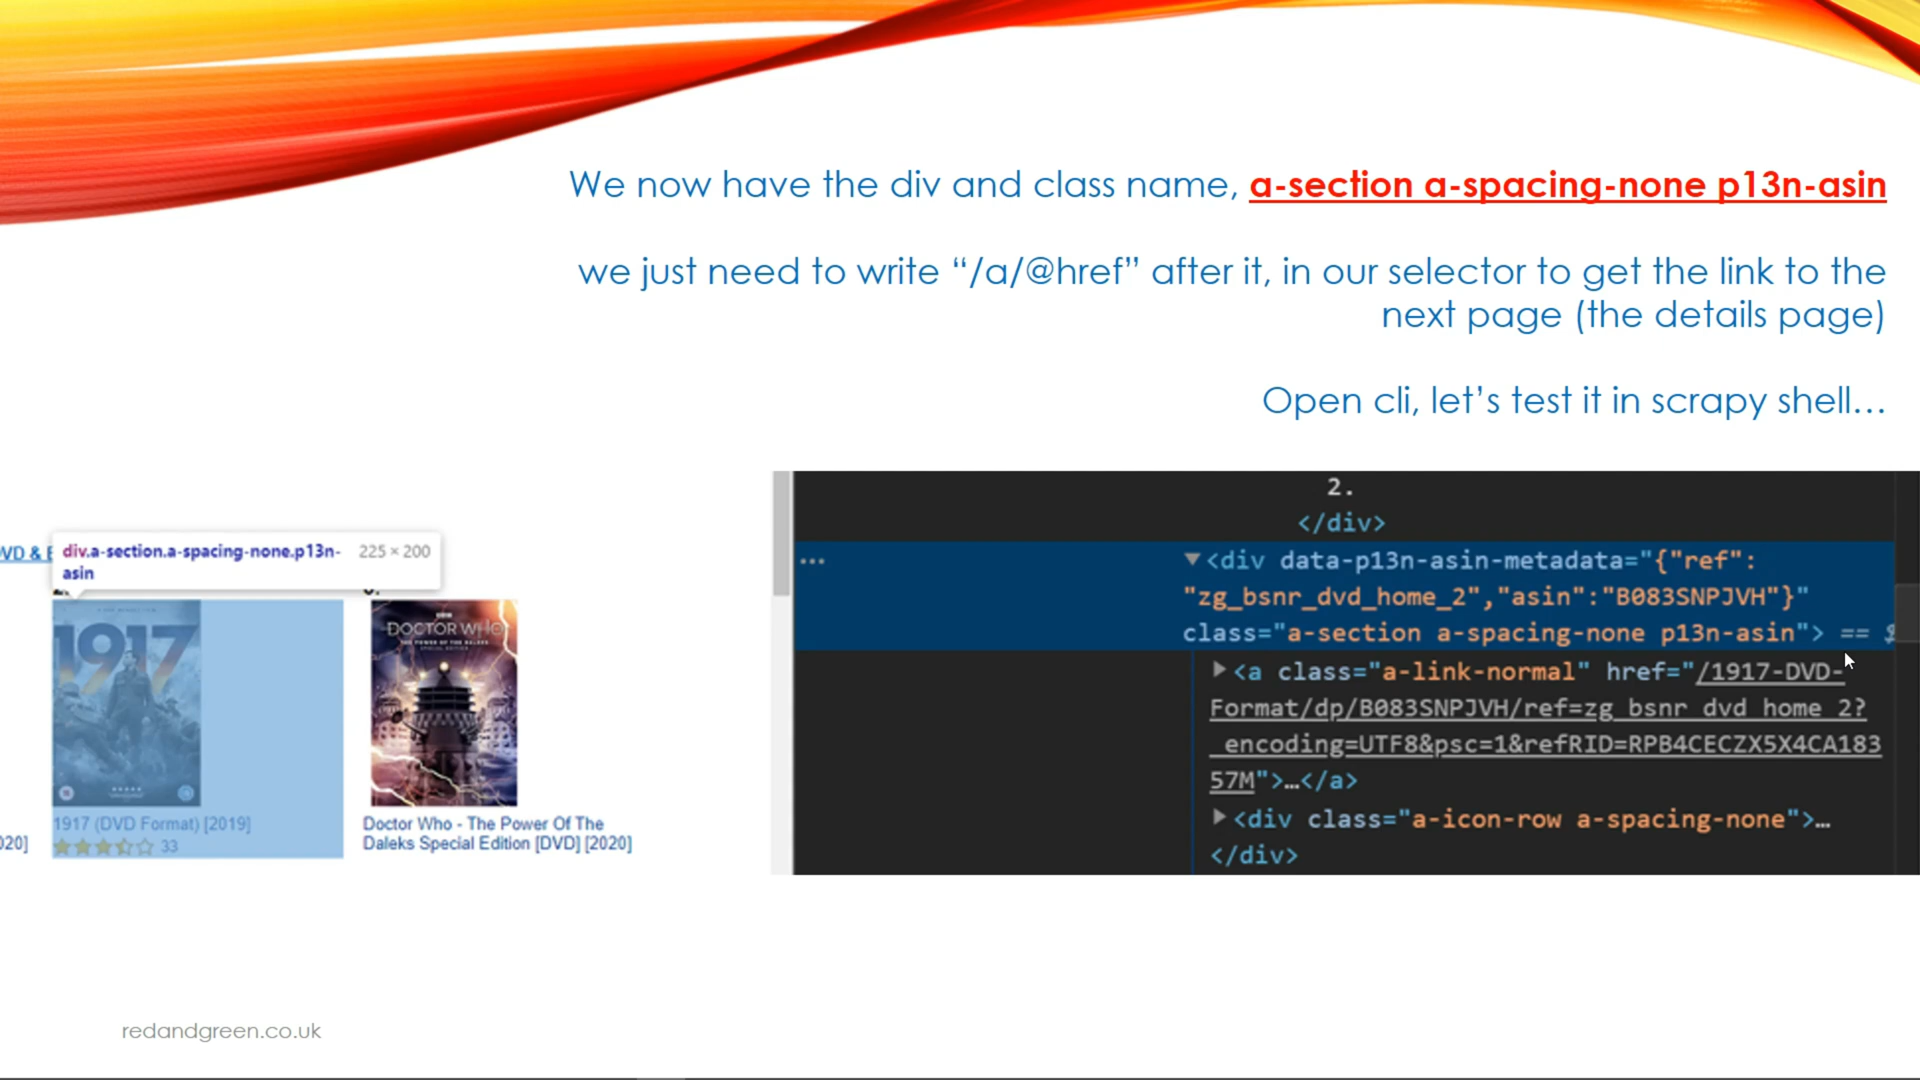 We now have the div and class name, a-section a-spacing-none p13n-asin
we just need to write “/a/@href” after it, in our selector to get the link to the
next page (the details page)
Open cli, let’s test it in scrapy shell…
VD &
div.a-section.a-spacing-none.p13n-
asin
225 × 200
1917
DOCTOR WHO
1917 (DVD Format) [2019]
33
020]
Doctor Who - The Power Of The
Daleks Special Edition [DVD] [2020]
2.
</div>
…
▼<div data-p13n-asin-metadata="{"ref":
"zg_bsnr_dvd_home_2","asin":"B083SNPJVH"}"
class="a-section a-spacing-none p13n-asin"> ==
▶<a class="a-link-normal" href="/1917-DVD-
Format/dp/B083SNPJVH/ref=zg_bsnr_dvd_home_2?
_encoding=UTF8&psc=1&refRID=RPB4CECZX5X4CA183
57M">…</a>
▶<div class="a-icon-row a-spacing-none">…
</div>
redandgreen.co.uk